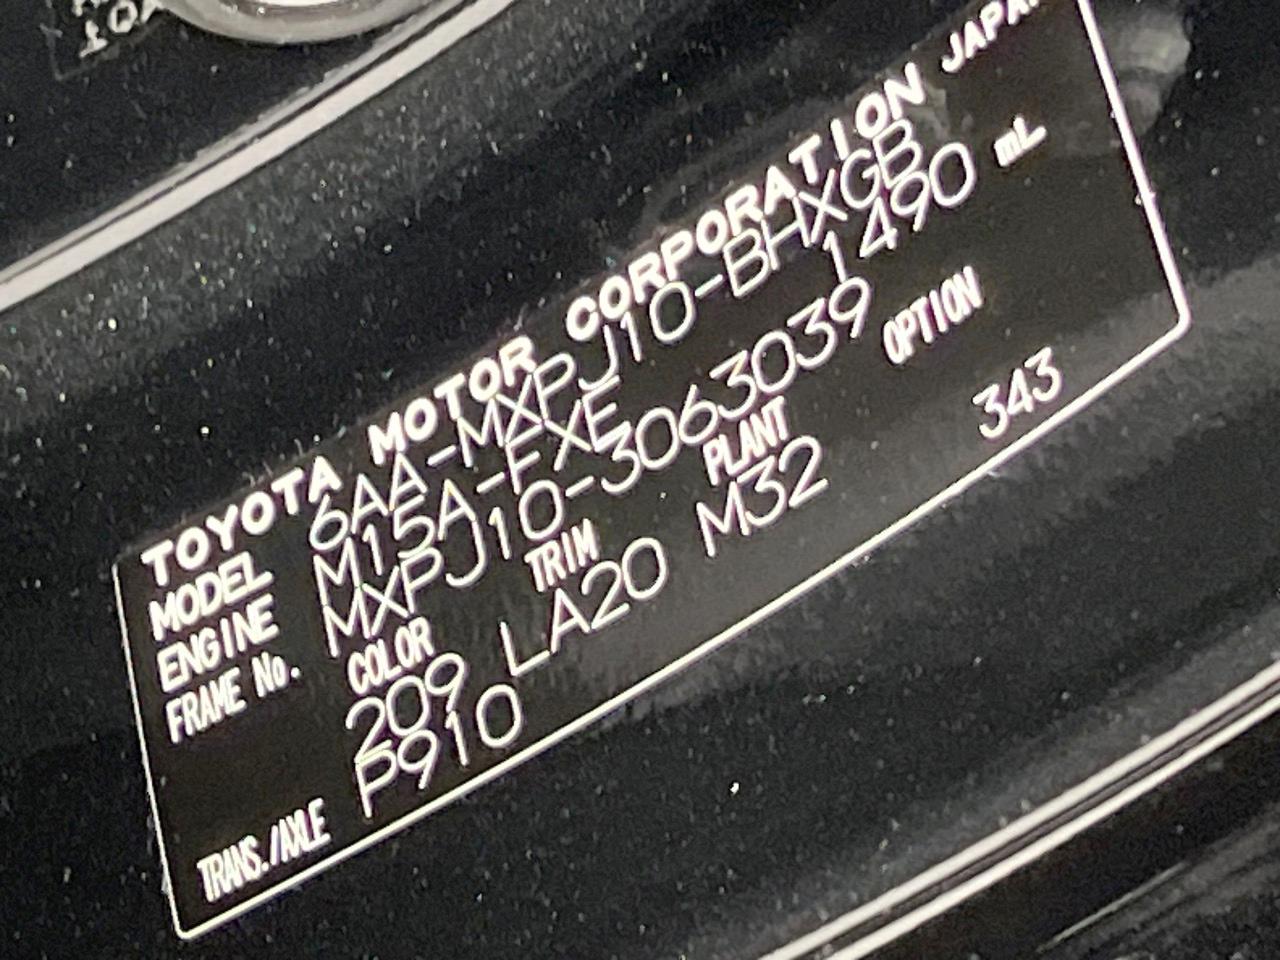 10A
TOYOTA MOTOR CORPORATION JAPAN
MODEL 6AA-MXPJ10-BHXGB
ENGINE M15A-FXE 1490 mL
FRAME No. MXPJ10-3063039
COLOR TRIM PLANT OPTION
209 LA20 M32 343
TRANS./AXLE P910